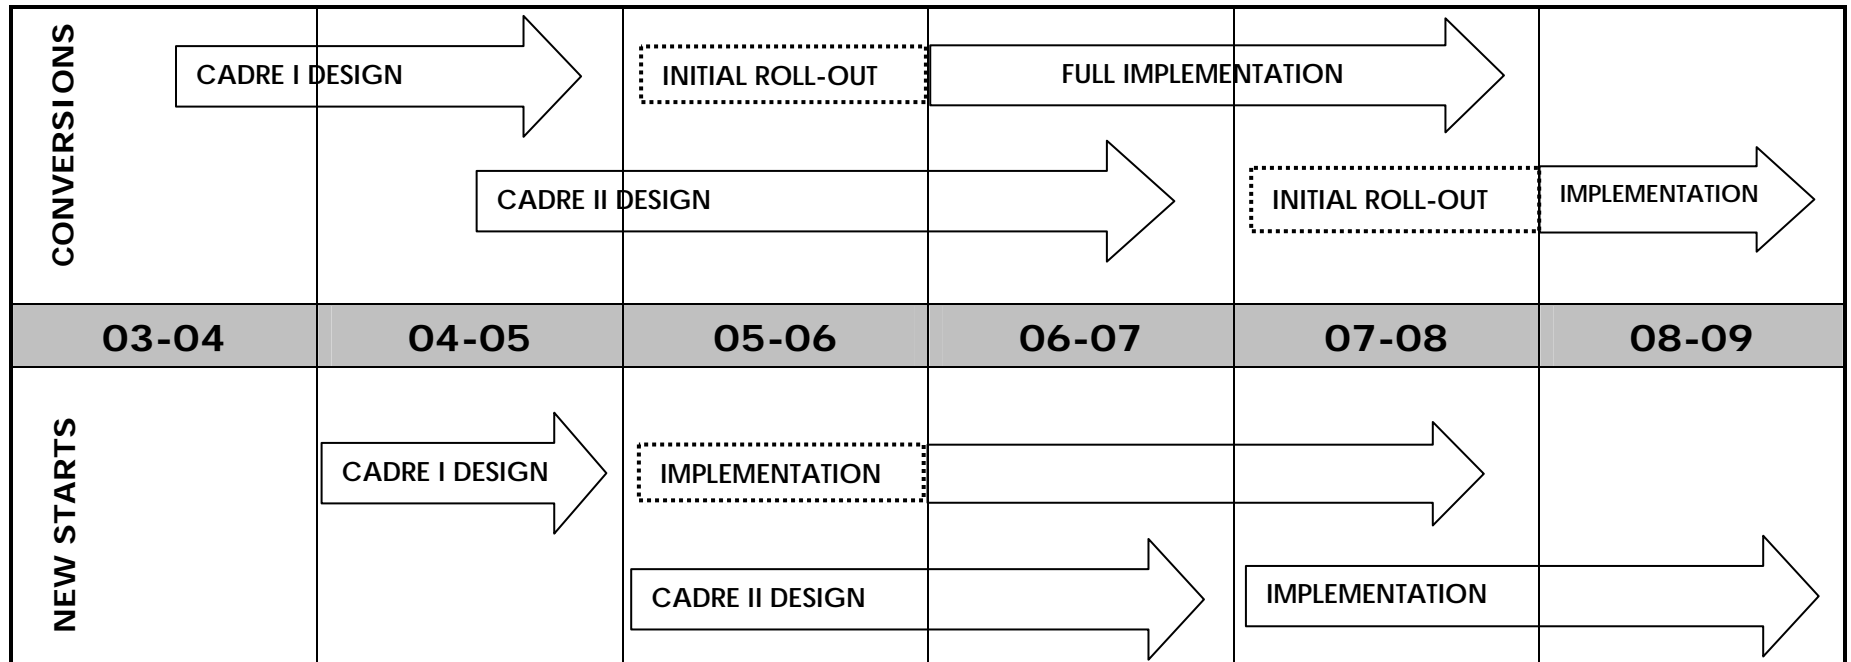 CONVERSIONS
CADRE I DESIGN
INITIAL ROLL-OUT
FULL IMPLEMENTATION
CADRE II DESIGN
INITIAL ROLL-OUT
IMPLEMENTATION
03-04
04-05
05-06
06-07
07-08
08-09
NEW STARTS
CADRE I DESIGN
IMPLEMENTATION
CADRE II DESIGN
IMPLEMENTATION